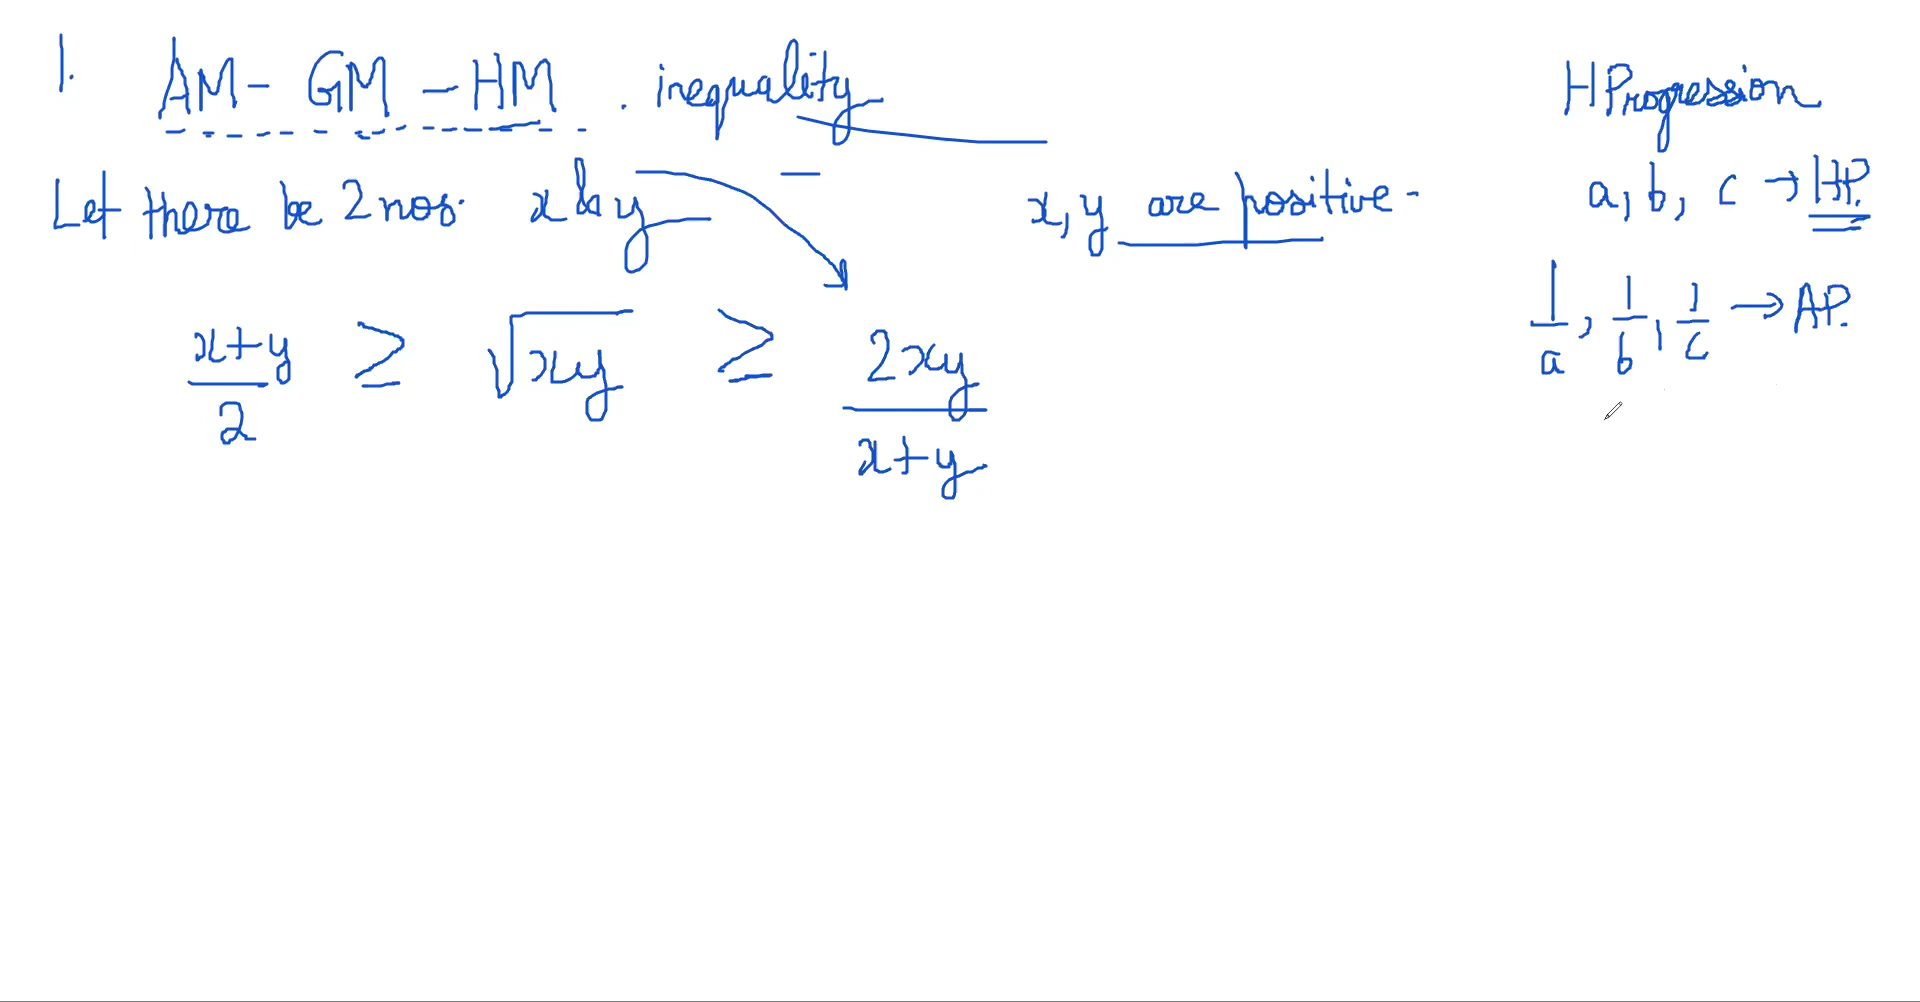 1. AM - GM - HM . inequality
Let there be 2 nos. x & y
x, y are positive -
x+y/2 ≥ √xy ≥ 2xy/x+y
HProgression
a, b, c → HP.
1/a, 1/b, 1/c → AP.